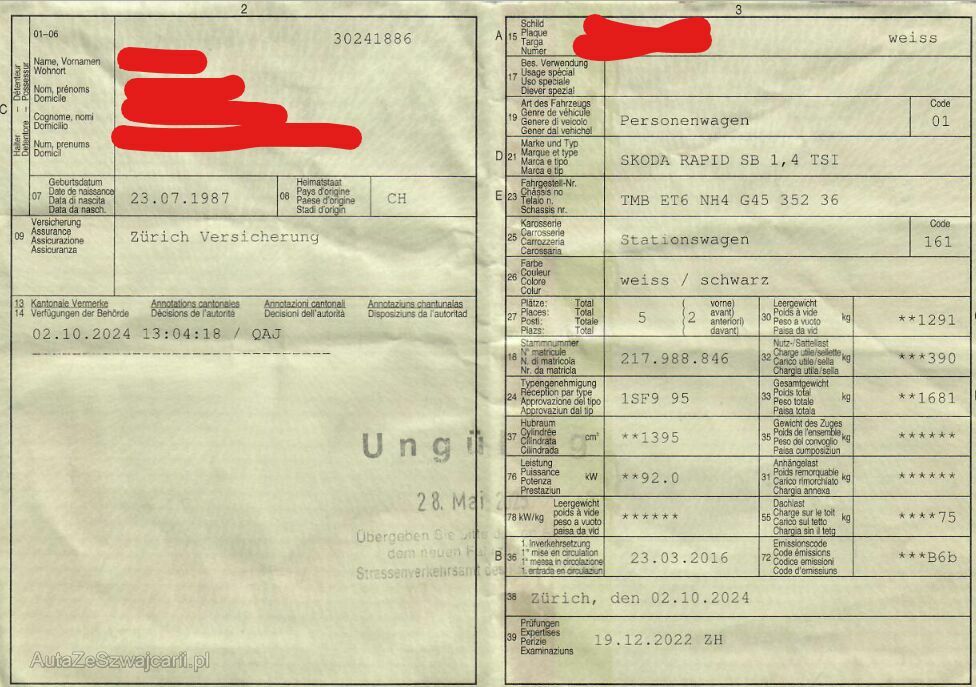 2
01-06
30241886
Détenteur Possessur
Halter Detentore
C
Name, Vornamen
Wohnort
Nom, prénoms
Domicile
Cognome, nomi
Domicilio
Num, prenums
Domicil
07
Geburtsdatum
Date de naissance
Data di nascita
Data da nasch.
23.07.1987
08
Heimatstaat
Pays d'origine
Paese d'origine
Stadi d'origin
CH
09
Versicherung
Assurance
Assicurazione
Assicuranza
Zürich Versicherung
13
14
Kantonale Vermerke
Verfügungen der Behörde
Annotations cantonales
Décisions de l'autorité
Annotazioni cantonali
Decisioni dell'autorità
Annotaziuns chantunalas
Disposiziuns da l'autoritad
02.10.2024 13:04:18 / QAJ
28. Mai
Übergeben Sie bitte
dem neuen
Strassenverkehrsamt des
AutaZeSzwajcarii.pl
3
A
15
Schild
Plaque
Targa
Numer
weiss
17
Bes. Verwendung
Usage spécial
Uso speciale
Diever spezial
19
Art des Fahrzeugs
Genre de véhicule
Genere di veicolo
Gener dal vehichel
Personenwagen
Code
01
D
21
Marke und Typ
Marque et type
Marca e tipo
Marca e tip
SKODA RAPID SB 1,4 TSI
E
23
Fahrgestell-Nr.
Châssis no
Telaio n.
Schassis nr.
TMB ET6 NH4 G45 352 36
25
Karosserie
Carrosserie
Carrozzeria
Carossaria
Stationswagen
Code
161
26
Farbe
Couleur
Colore
Colur
weiss / schwarz
27
Plätze: Total
Places: Total
Posti: Totale
Plazs: Total
5
( vorne)
( avant)
2 anteriori)
( davant)
30
Leergewicht
Poids à vide
Peso a vuoto
Paisa da vid
kg
**1291
18
Stammnummer
N° matricule
N. di matricola
Nr. da matricla
217.988.846
32
Nutz-/Sattellast
Charge utile/sellette
Carico utile/sella
Chargia utila/sella
kg
***390
24
Typengenehmigung
Réception par type
Approvazione del tipo
Approvaziun dal tip
1SF9 95
33
Gesamtgewicht
Poids total
Peso totale
Paisa totala
kg
**1681
37
Hubraum
Cylindrée
Cilindrata
Cilindrada
cm³
**1395
35
Gewicht des Zuges
Poids de l'ensemble
Peso del convoglio
Paisa cumposiziun
kg
******
76
Leistung
Puissance
Potenza
Prestaziun
kW
**92.0
31
Anhängelast
Poids remorquable
Carico rimorchiato
Chargia annexa
kg
******
78 kW/kg
Leergewicht
poids à vide
peso a vuoto
paisa da vid
******
55
Dachlast
Charge sur le toit
Carico sul tetto
Chargia sin il tetg
kg
****75
B
36
1. Inverkehrsetzung
1re mise en circulation
1a messa in circolazione
1. entrada en circulaziun
23.03.2016
72
Emissionscode
Code émissions
Codice emissioni
Code d'emissiuns
***B6b
38
Zürich, den 02.10.2024
39
Prüfungen
Expertises
Perizie
Examinaziuns
19.12.2022 ZH